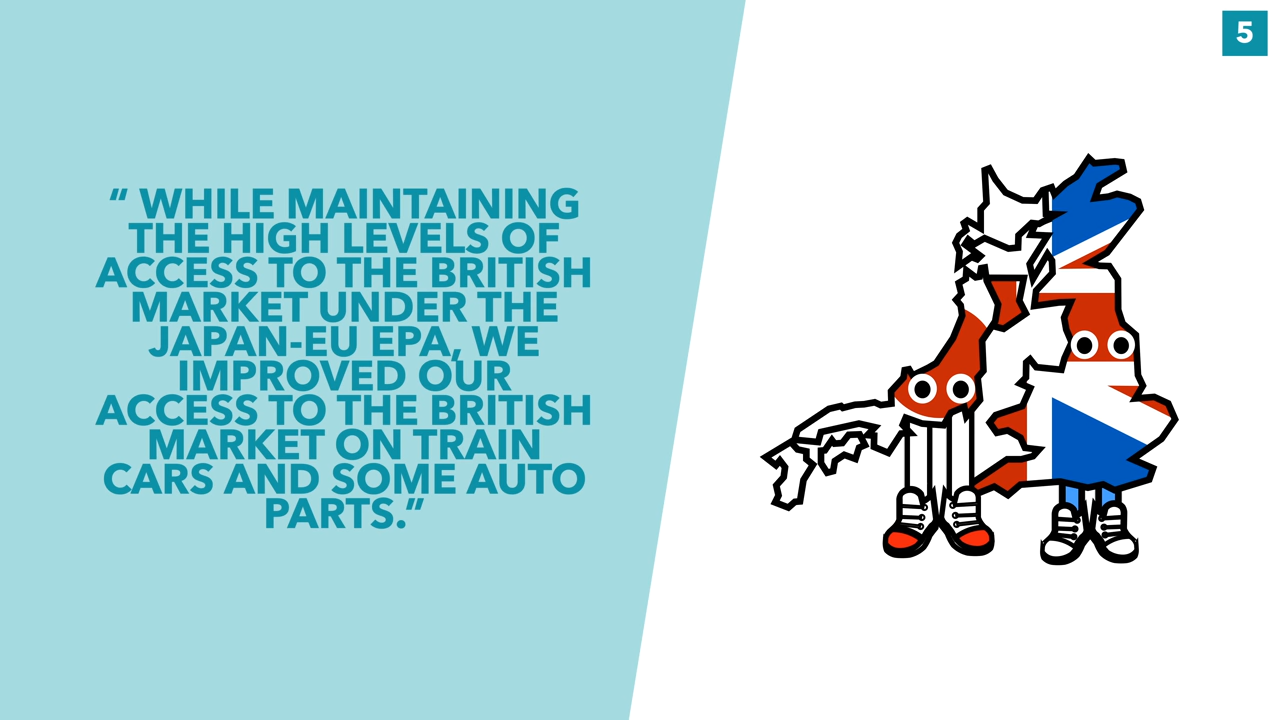 5
“ WHILE MAINTAINING
THE HIGH LEVELS OF
ACCESS TO THE BRITISH
MARKET UNDER THE
JAPAN-EU EPA, WE
IMPROVED OUR
ACCESS TO THE BRITISH
MARKET ON TRAIN
CARS AND SOME AUTO
PARTS.”